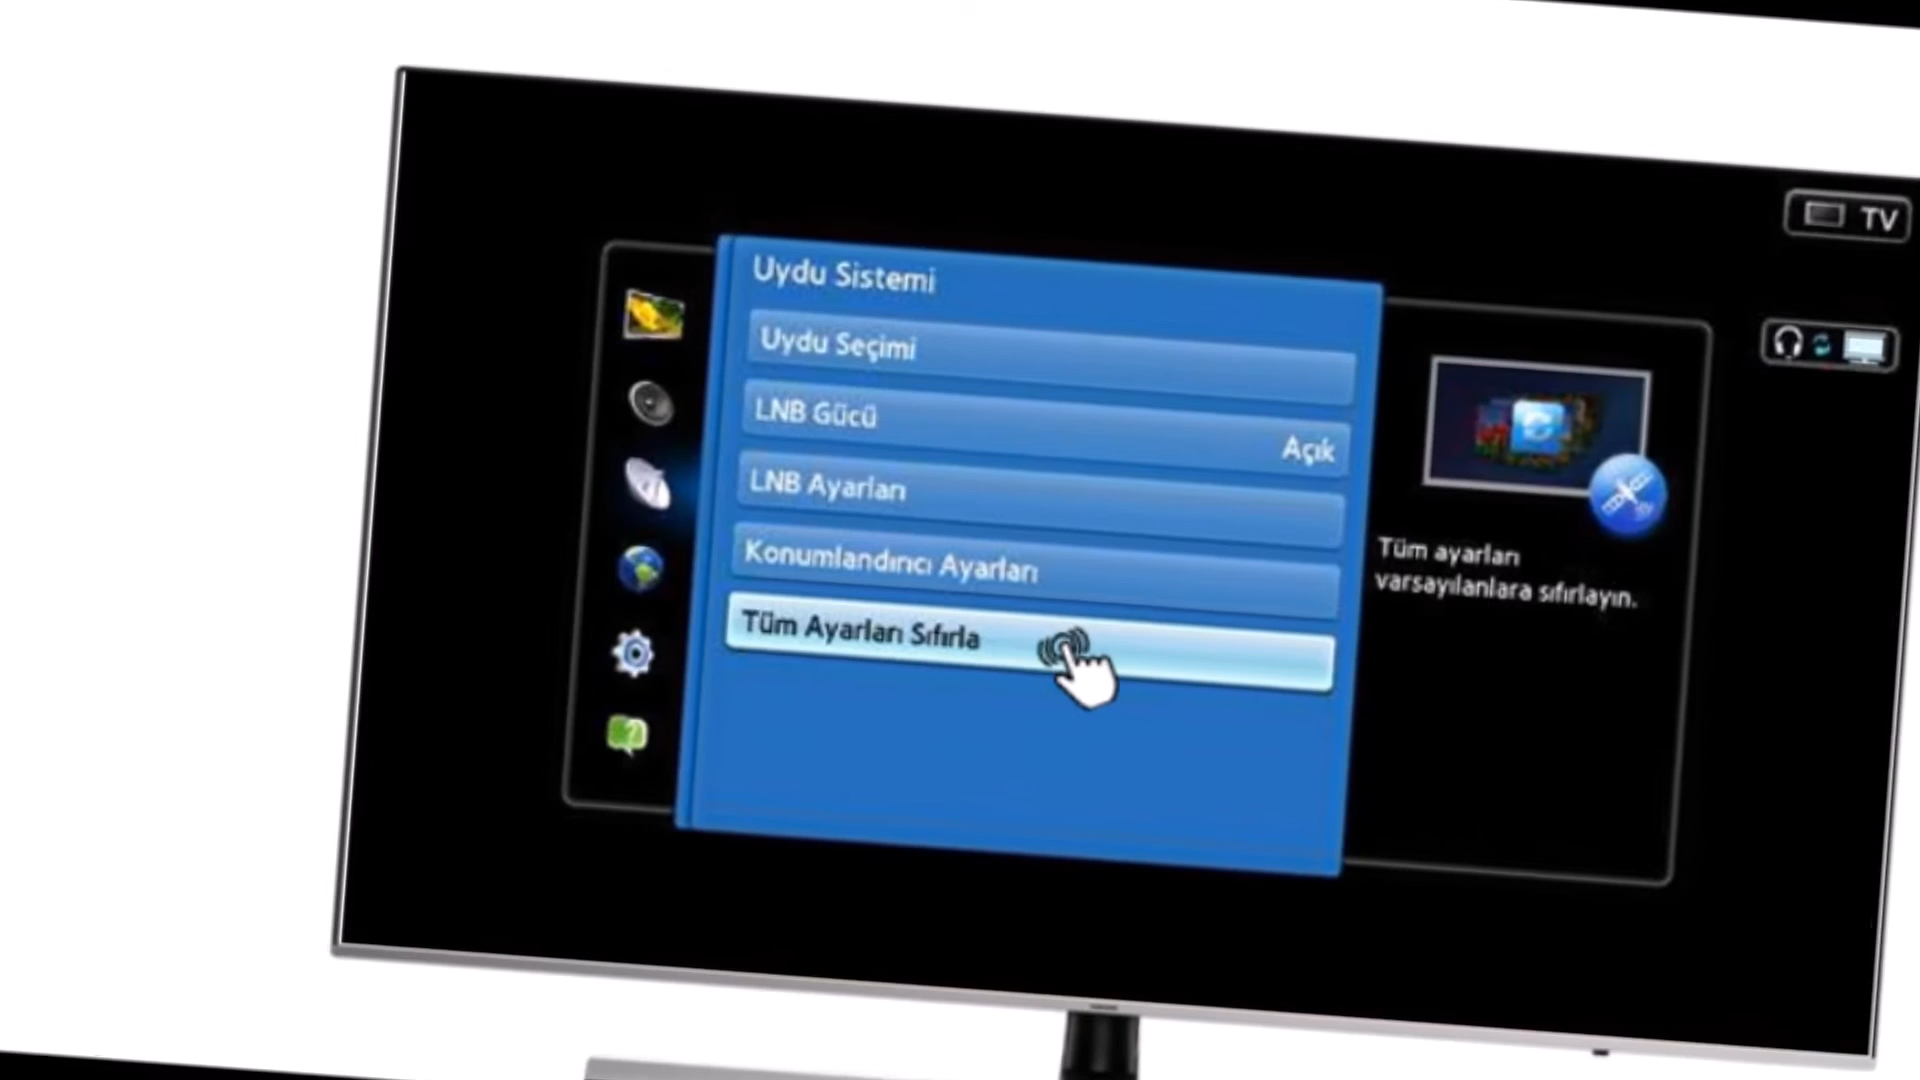 TV
Uydu Sistemi
Uydu Seçimi
LNB Gücü
Açık
LNB Ayarları
Konumlandırıcı Ayarları
Tüm Ayarları Sıfırla
Tüm ayarları
varsayılanlara sıfırlayın.